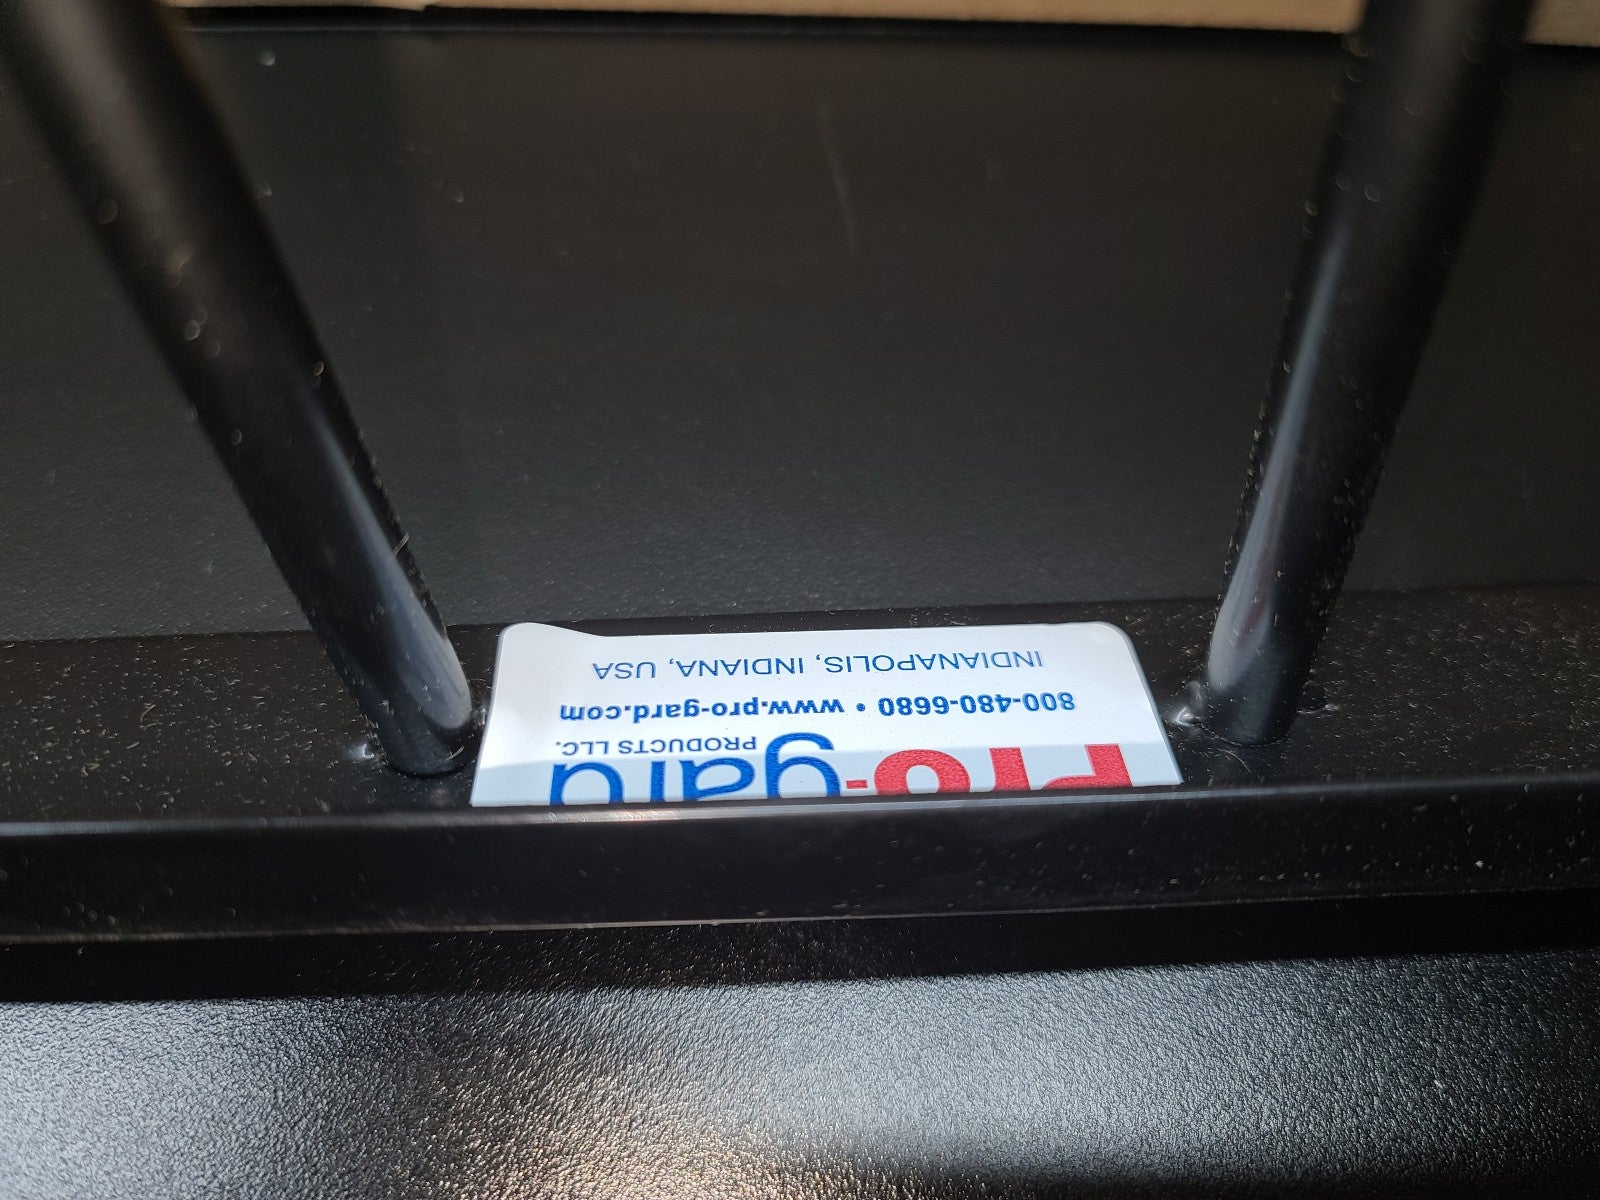 Pro-gard
PRODUCTS LLC.
800-480-6680 • www.pro-gard.com
INDIANAPOLIS, INDIANA, USA